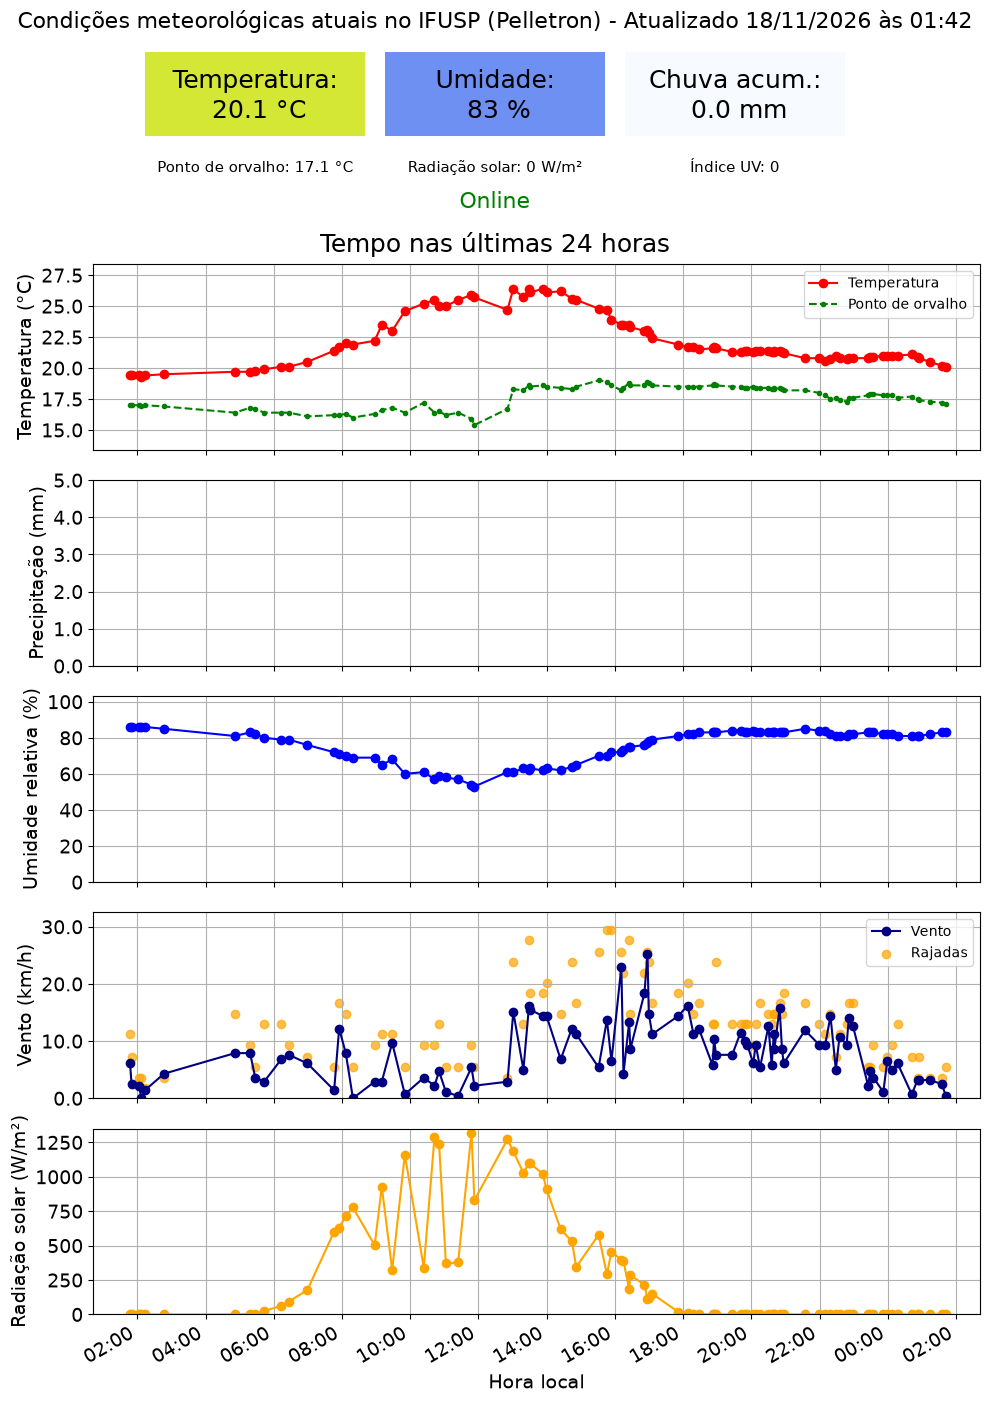 Condições meteorológicas atuais no IFUSP (Pelletron) - Atualizado 18/11/2026 às 01:42
Temperatura:
20.1 °C
Umidade:
83 %
Chuva acum.:
0.0 mm
Ponto de orvalho: 17.1 °C
Radiação solar: 0 W/m²
Índice UV: 0
Online
Tempo nas últimas 24 horas
Temperatura (°C)
27.5
25.0
22.5
20.0
17.5
15.0
Temperatura
Ponto de orvalho
Precipitação (mm)
5.0
4.0
3.0
2.0
1.0
0.0
Umidade relativa (%)
100
80
60
40
20
0
Vento (km/h)
30.0
20.0
10.0
0.0
Vento
Rajadas
Radiação solar (W/m²)
1250
1000
750
500
250
0
02:00 04:00 06:00 08:00 10:00 12:00 14:00 16:00 18:00 20:00 22:00 00:00 02:00
Hora local